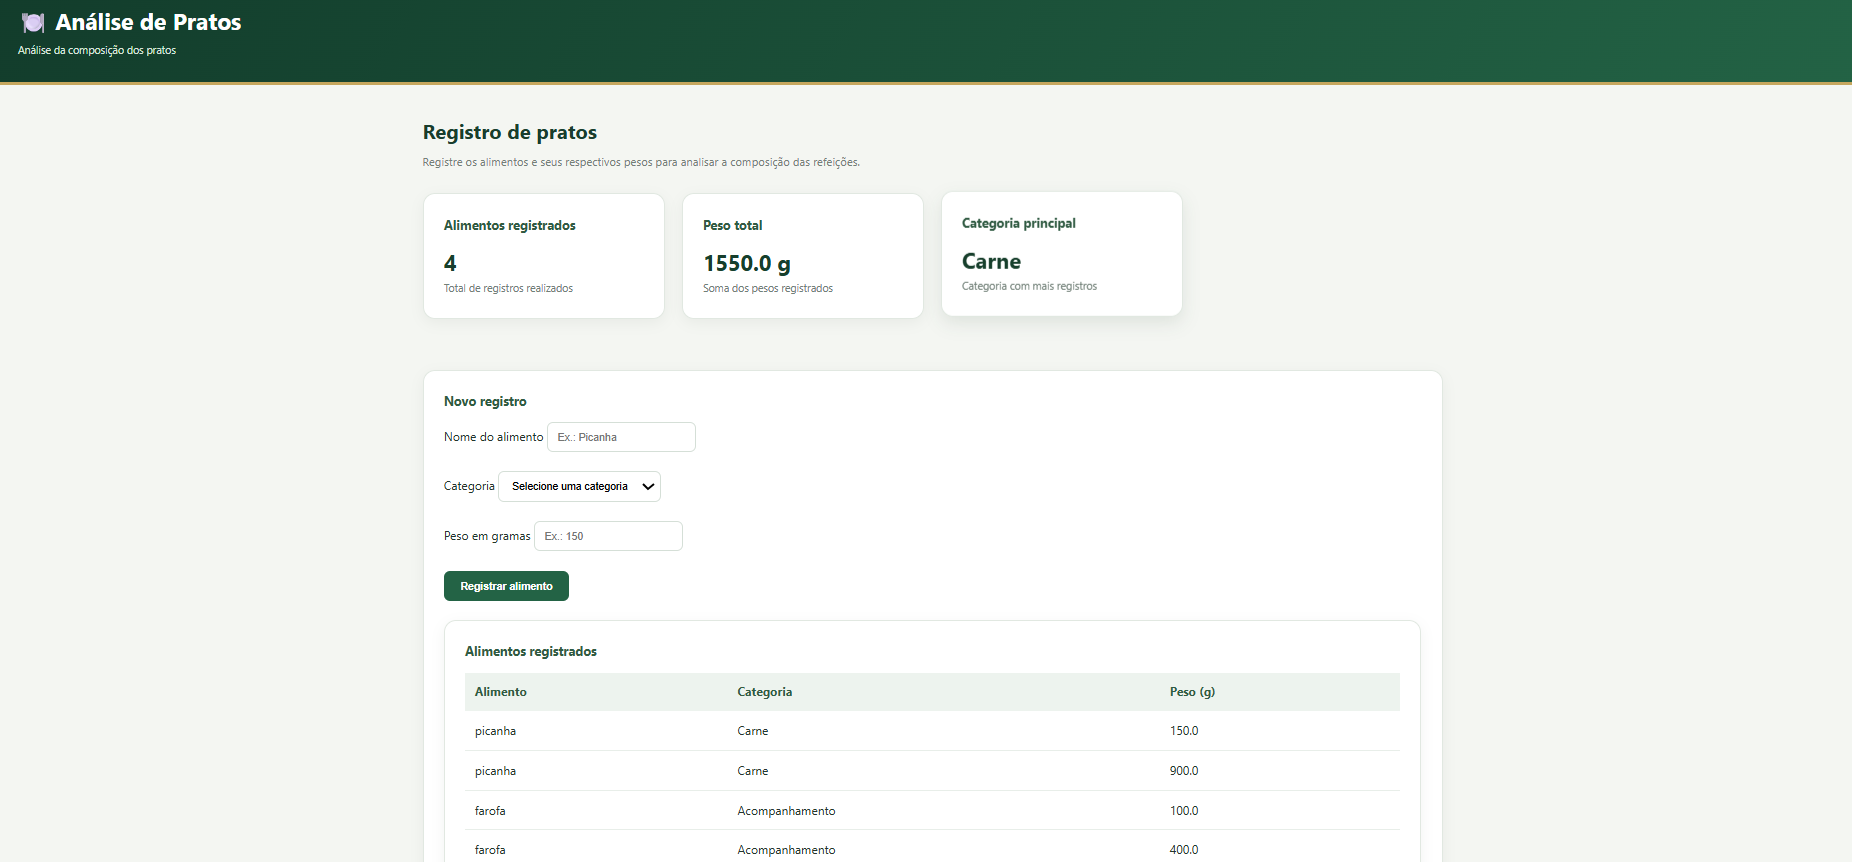 Análise de Pratos
Análise da composição dos pratos
Registro de pratos
Registre os alimentos e seus respectivos pesos para analisar a composição das refeições.
Alimentos registrados
4
Total de registros realizados
Peso total
1550.0 g
Soma dos pesos registrados
Categoria principal
Carne
Categoria com mais registros
Novo registro
Nome do alimento Ex.: Picanha
Categoria Selecione uma categoria
Peso em gramas Ex.: 150
Registrar alimento
Alimentos registrados
Alimento Categoria Peso (g)
picanha Carne 150.0
picanha Carne 900.0
farofa Acompanhamento 100.0
farofa Acompanhamento 400.0